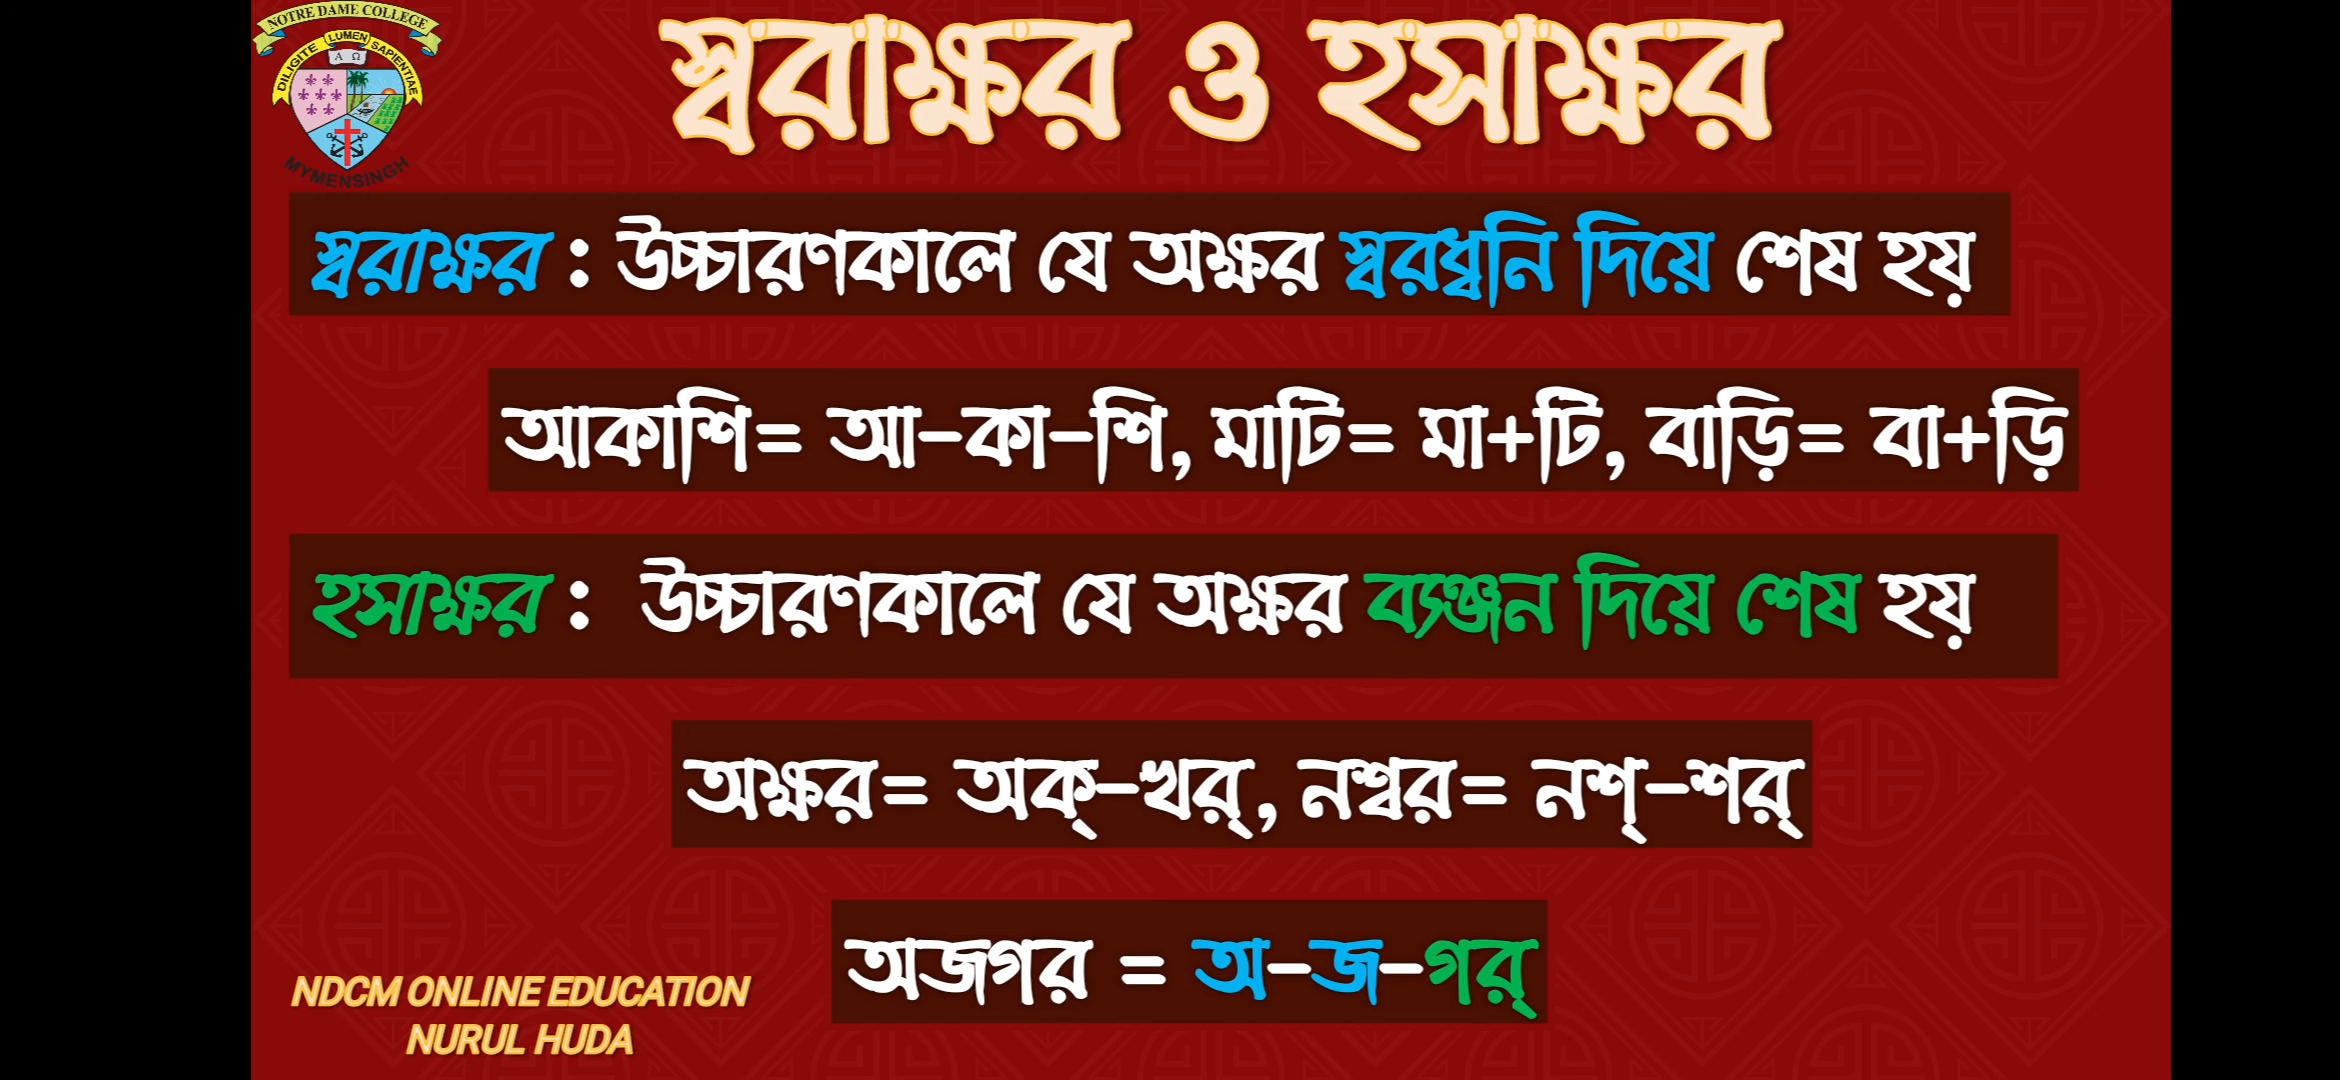 NOTRE DAME COLLEGE
DILIGITE LUMEN SAPIENTIAE
Α Ω
MYMENSINGH
স্বরাক্ষর ও হসাক্ষর
স্বরাক্ষর : উচ্চারণকালে যে অক্ষর স্বরধ্বনি দিয়ে শেষ হয়
আকাশি= আ-কা-শি, মাটি= মা+টি, বাড়ি= বা+ড়ি
হসাক্ষর : উচ্চারণকালে যে অক্ষর ব্যঞ্জন দিয়ে শেষ হয়
অক্ষর= অক্-খর্, নশ্বর= নশ্-শর্
অজগর = অ-জ-গর্
NDCM ONLINE EDUCATION
NURUL HUDA